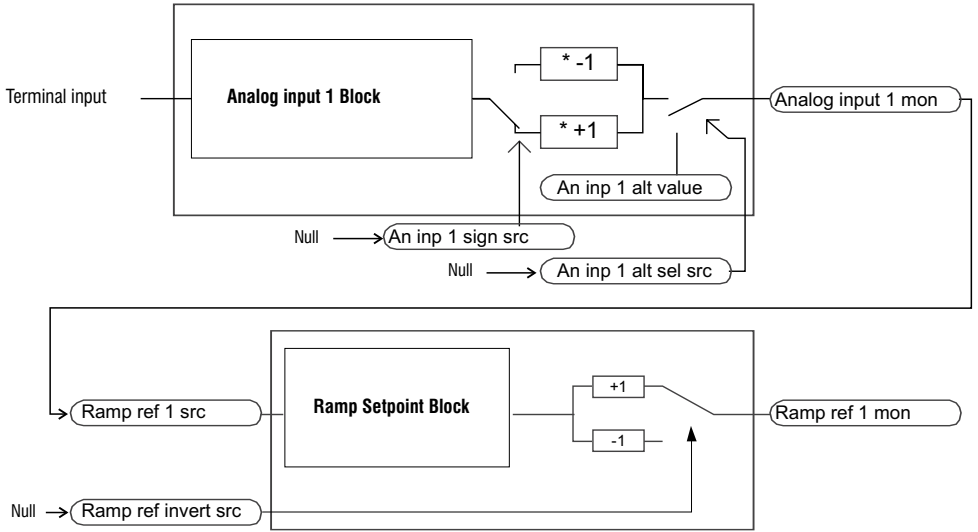 * -1
Terminal input
Analog input 1 Block
Analog input 1 mon
* +1
An inp 1 alt value
Null
An inp 1 sign src
Null
An inp 1 alt sel src
+1
Ramp ref 1 src
Ramp Setpoint Block
Ramp ref 1 mon
-1
Null
Ramp ref invert src